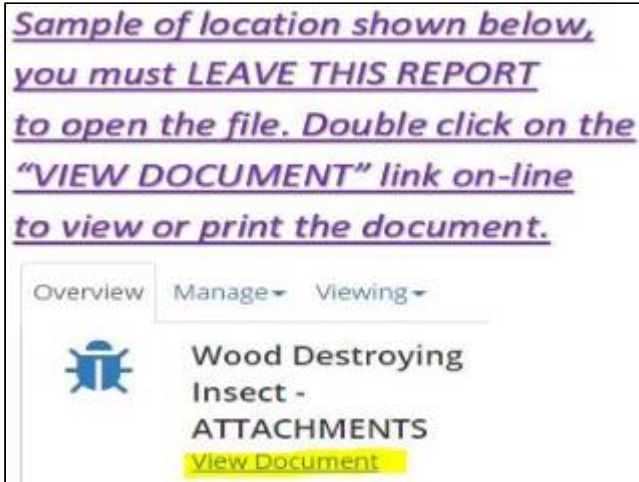 Sample of location shown below,
you must LEAVE THIS REPORT
to open the file. Double click on the
“VIEW DOCUMENT” link on-line
to view or print the document.
Overview Manage Viewing
Wood Destroying
Insect -
ATTACHMENTS
View Document